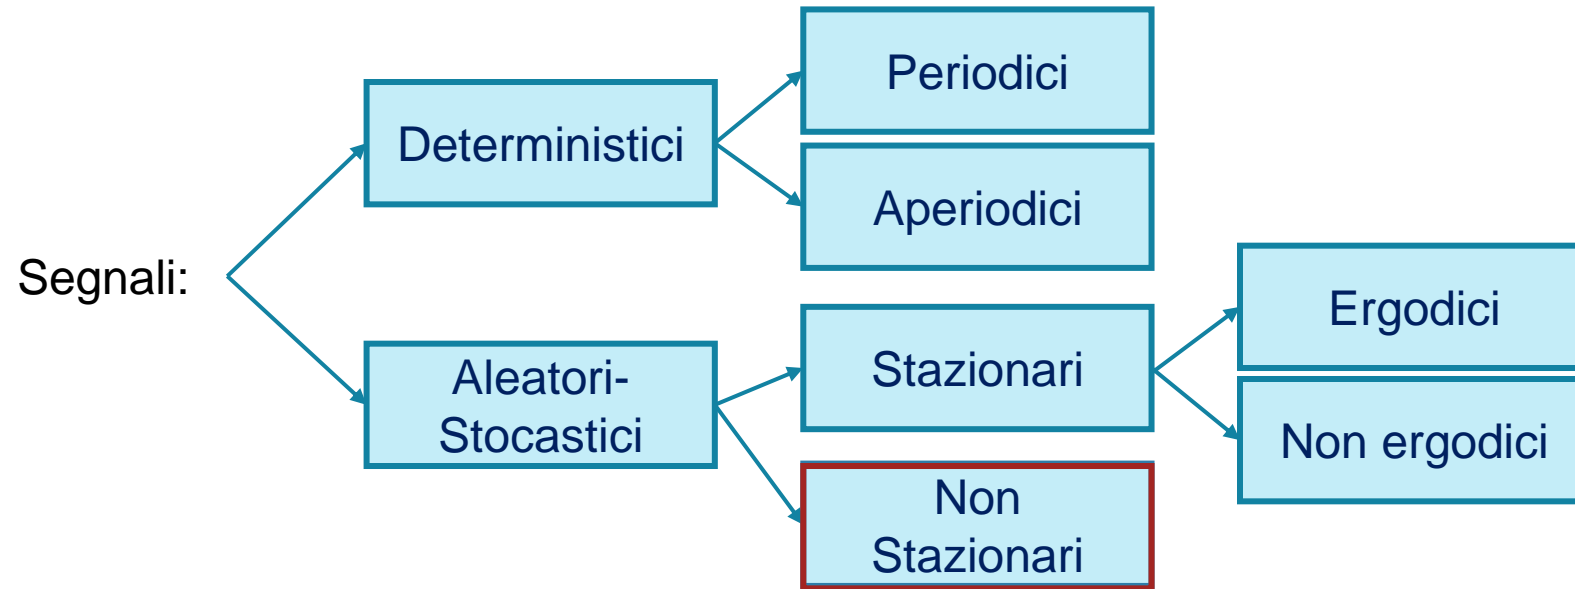 Segnali:
Deterministici
Periodici
Aperiodici
Aleatori-
Stocastici
Stazionari
Ergodici
Non ergodici
Non
Stazionari